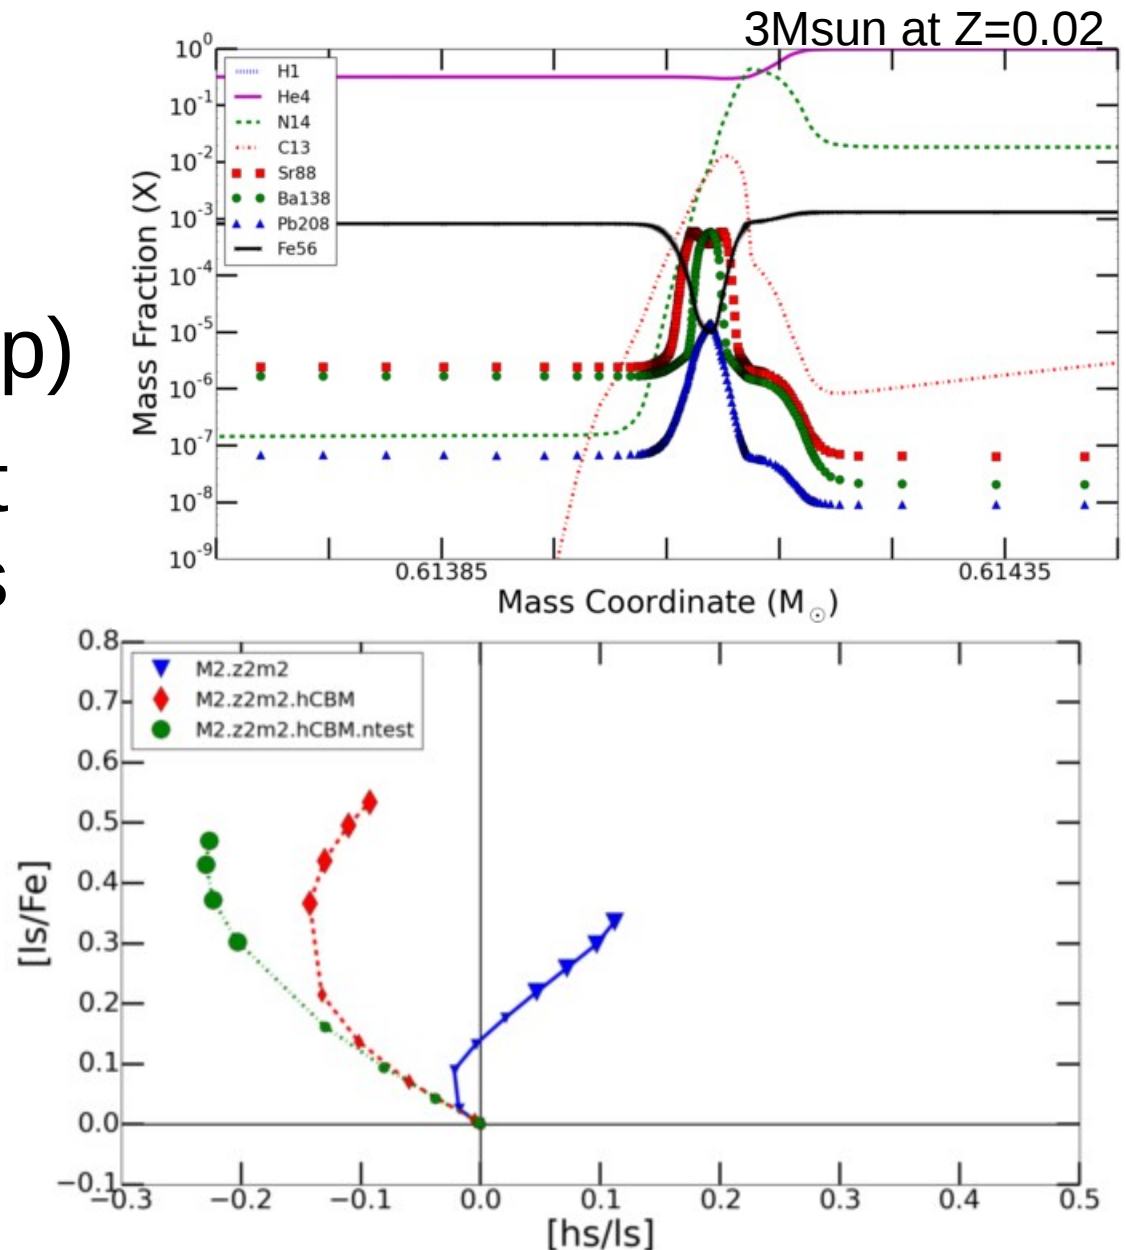 3Msun at Z=0.02
10^0
10^-1
10^-2
10^-3
10^-4
10^-5
10^-6
10^-7
10^-8
10^-9
Mass Fraction (X)
H1
He4
N14
C13
Sr88
Ba138
Pb208
Fe56
0.61385
0.61435
Mass Coordinate (M☉)
p)
t
s
0.8
0.7
0.6
0.5
0.4
0.3
0.2
0.1
0.0
−0.1
[ls/Fe]
M2.z2m2
M2.z2m2.hCBM
M2.z2m2.hCBM.ntest
−0.3
−0.2
−0.1
0.0
0.1
0.2
0.3
0.4
0.5
[hs/ls]